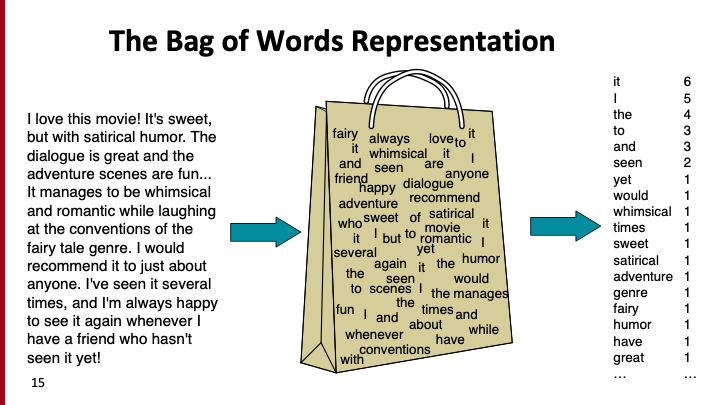 The Bag of Words Representation
I love this movie! It's sweet,
but with satirical humor. The
dialogue is great and the
adventure scenes are fun...
It manages to be whimsical
and romantic while laughing
at the conventions of the
fairy tale genre. I would
recommend it to just about
anyone. I've seen it several
times, and I'm always happy
to see it again whenever I
have a friend who hasn't
seen it yet!
fairy always love to it
it whimsical it I
and seen are
friend anyone
happy dialogue
adventure recommend
who sweet of satirical
it I but to movie it
romantic I
several yet
again it the humor
the seen would
to scenes I the manages
fun I and the times and
about while
whenever have
conventions
with
it 6
I 5
the 4
to 3
and 3
seen 2
yet 1
would 1
whimsical 1
times 1
sweet 1
satirical 1
adventure 1
genre 1
fairy 1
humor 1
have 1
great 1
… …
15